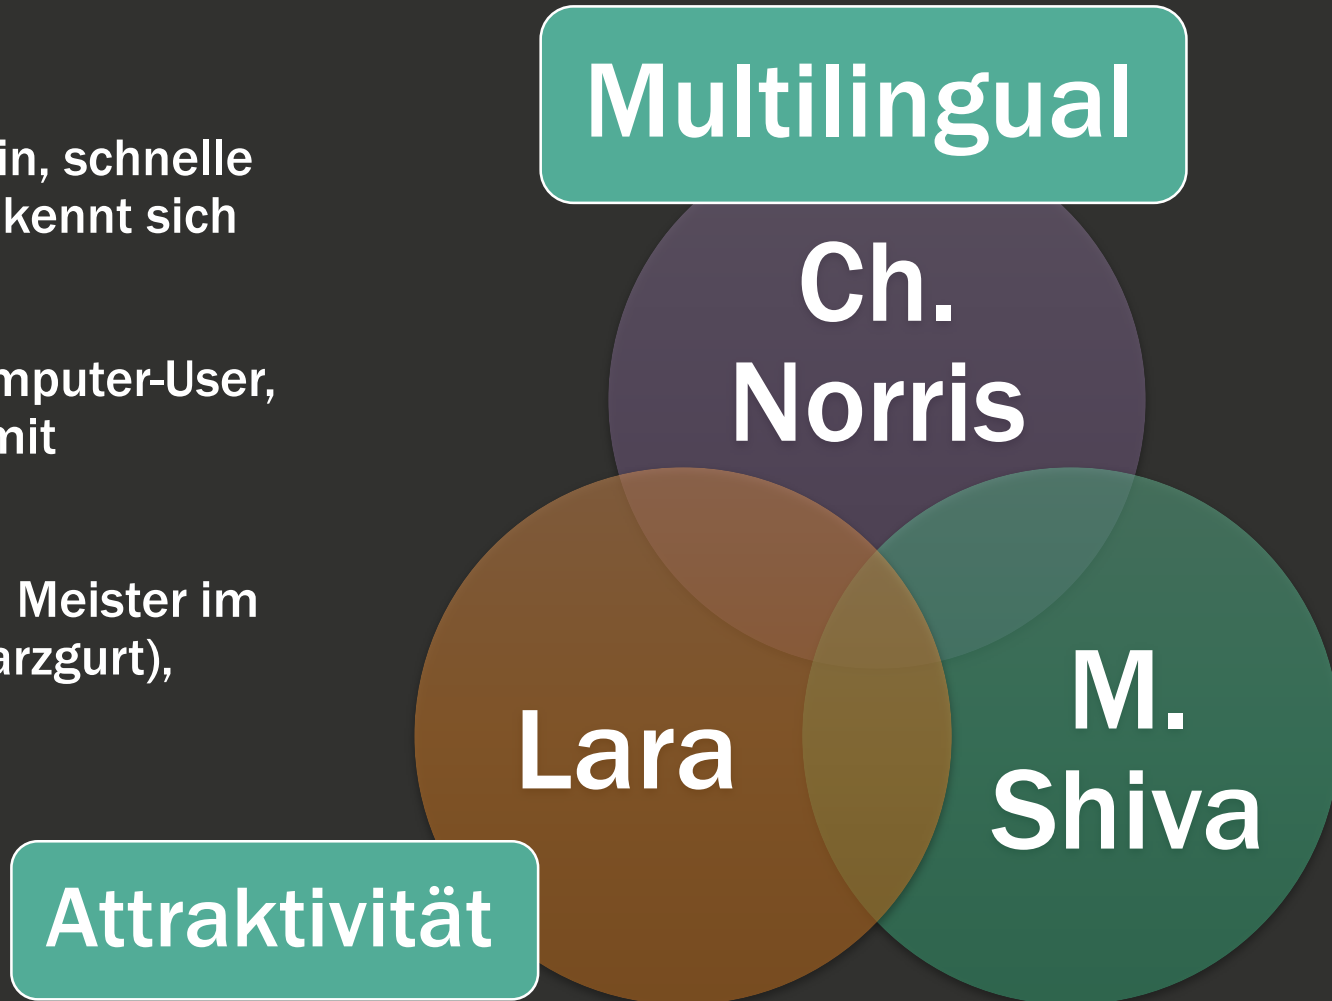 in, schnelle
kennt sich
mputer-User,
mit
Meister im
arzgurt),
Multilingual
Ch.
Norris
Lara
M.
Shiva
Attraktivität